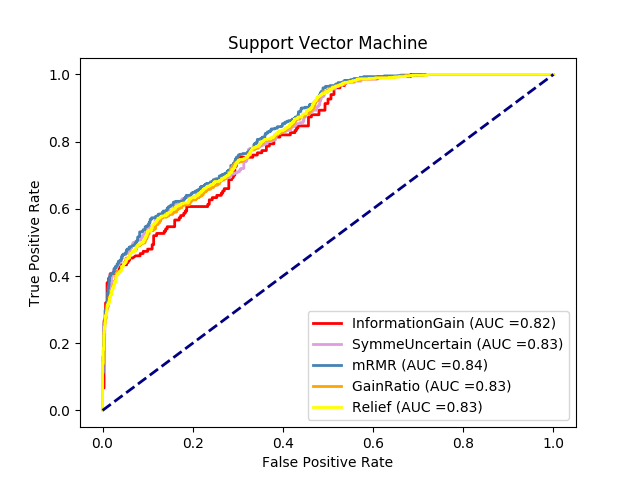 Support Vector Machine
True Positive Rate
1.0
0.8
0.6
0.4
0.2
0.0
InformationGain (AUC =0.82)
SymmeUncertain (AUC =0.83)
mRMR (AUC =0.84)
GainRatio (AUC =0.83)
Relief (AUC =0.83)
0.0 0.2 0.4 0.6 0.8 1.0
False Positive Rate